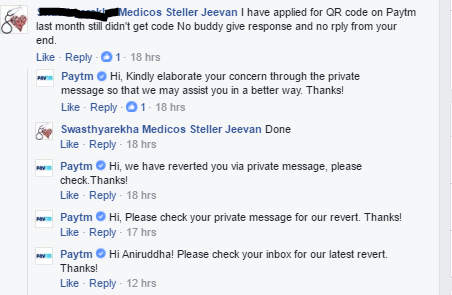 Medicos Steller Jeevan I have applied for QR code on Paytm
last month still didn't get code No buddy give response and no rply from your
end.
Like · Reply · 1 · 18 hrs
Paytm Hi, Kindly elaborate your concern through the private
message so that we may assist you in a better way. Thanks!
Like · Reply · 1 · 18 hrs
Swasthyarekha Medicos Steller Jeevan Done
Like · Reply · 18 hrs
Paytm Hi, we have reverted you via private message, please
check.Thanks!
Like · Reply · 18 hrs
Paytm Hi, Please check your private message for our revert. Thanks!
Like · Reply · 17 hrs
Paytm Hi Aniruddha! Please check your inbox for our latest revert.
Thanks!
Like · Reply · 12 hrs